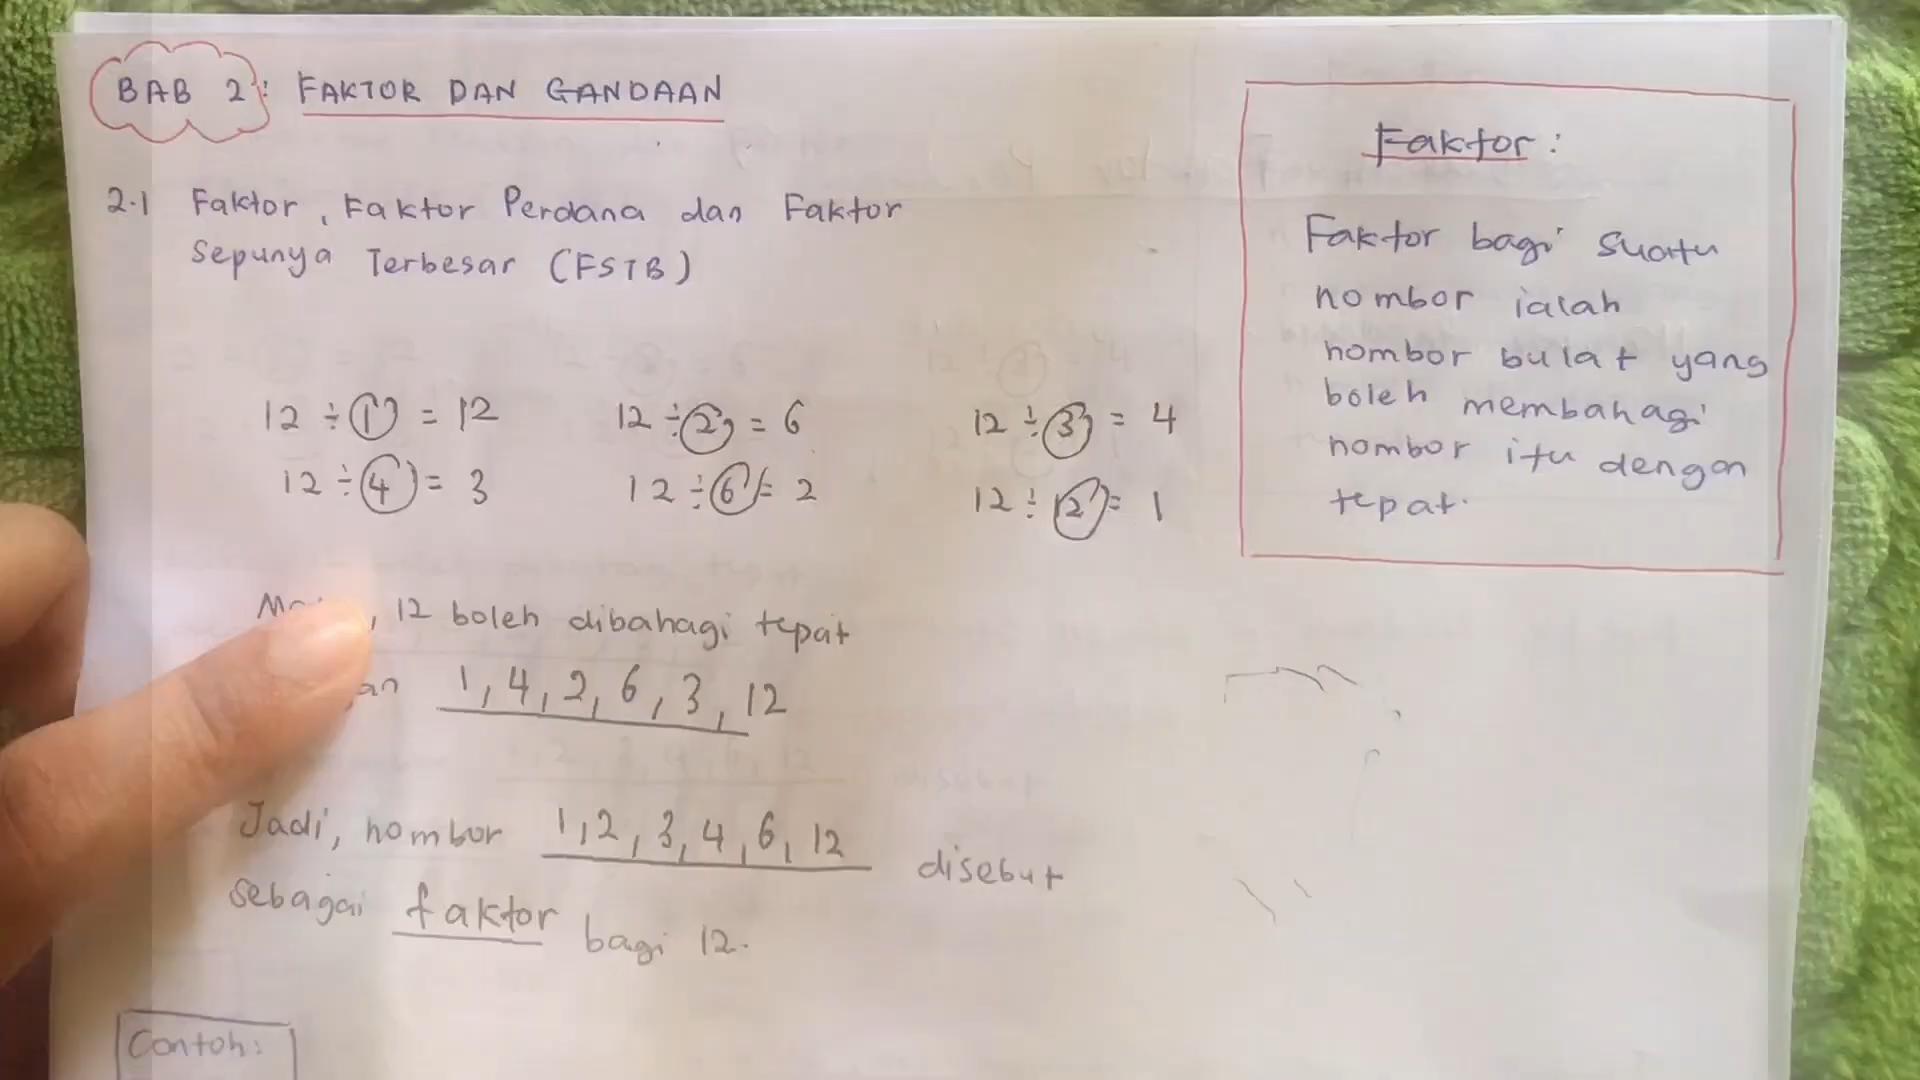 BAB 2: FAKTOR DAN GANDAAN
2.1 Faktor, Faktor Perdana dan Faktor
Sepunya Terbesar (FSTB)
12 ÷ 1 = 12 12 ÷ 2 = 6 12 ÷ 3 = 4
12 ÷ 4 = 3 12 ÷ 6 = 2 12 ÷ 12 = 1
, 12 boleh dibahagi tepat
1, 4, 2, 6, 3, 12
Jadi, nombor 1, 2, 3, 4, 6, 12 disebut
sebagai faktor bagi 12.
Contoh:
Faktor:
Faktor bagi suatu
nombor ialah
nombor bulat yang
boleh membahagi
nombor itu dengan
tepat.